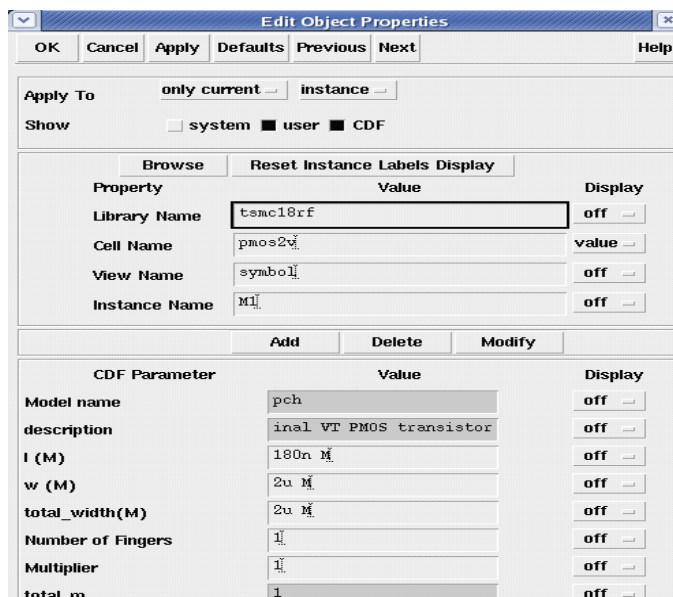 Edit Object Properties
OK Cancel Apply Defaults Previous Next Help
Apply To only current instance
Show system user CDF
Browse Reset Instance Labels Display
Property Value Display
Library Name tsmc18rf off
Cell Name pmos2v value
View Name symbol off
Instance Name M1 off
Add Delete Modify
CDF Parameter Value Display
Model name pch off
description inal VT PMOS transistor off
l (M) 180n M off
w (M) 2u M off
total_width(M) 2u M off
Number of Fingers 1 off
Multiplier 1 off
total_m 1 off